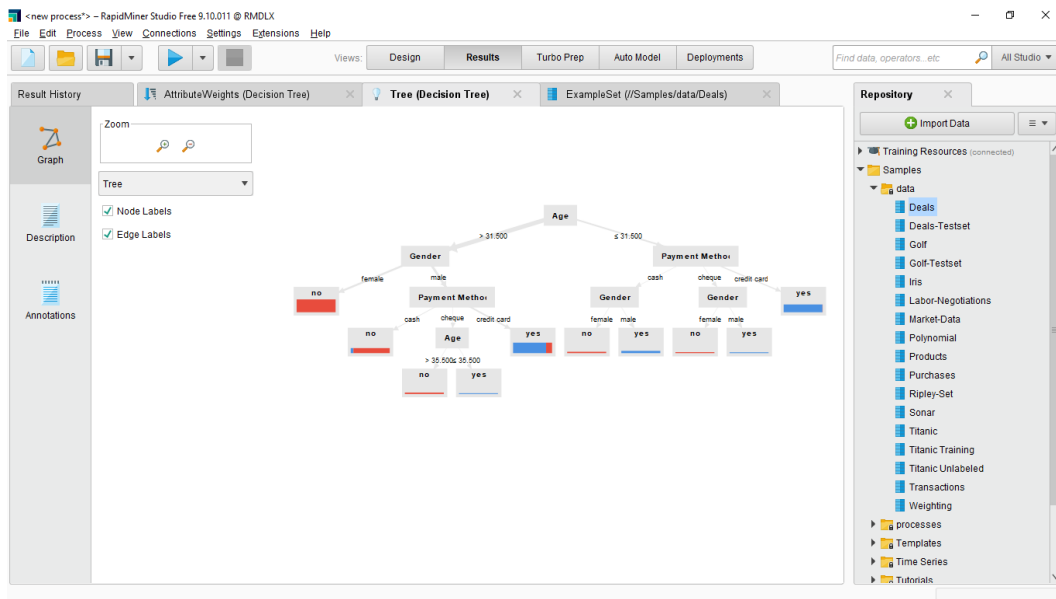 <new process*> – RapidMiner Studio Free 9.10.011 @ RMDLX
File Edit Process View Connections Settings Extensions Help
Views: Design Results Turbo Prep Auto Model Deployments Find data, operators...etc All Studio
Result History AttributeWeights (Decision Tree) Tree (Decision Tree) ExampleSet (//Samples/data/Deals) Repository
Import Data
Graph
Description
Annotations
Zoom
Tree
Node Labels
Edge Labels
Age
> 31.500 ≤ 31.500
Gender Payment Metho
female male cash cheque credit card
no Payment Metho Gender Gender yes
cash cheque credit card female male female male
no Age yes no yes no yes
> 35.500 ≤ 35.500
no yes
Training Resources (connected)
Samples
data
Deals
Deals-Testset
Golf
Golf-Testset
Iris
Labor-Negotiations
Market-Data
Polynomial
Products
Purchases
Ripley-Set
Sonar
Titanic
Titanic Training
Titanic Unlabeled
Transactions
Weighting
processes
Templates
Time Series
Tutorials